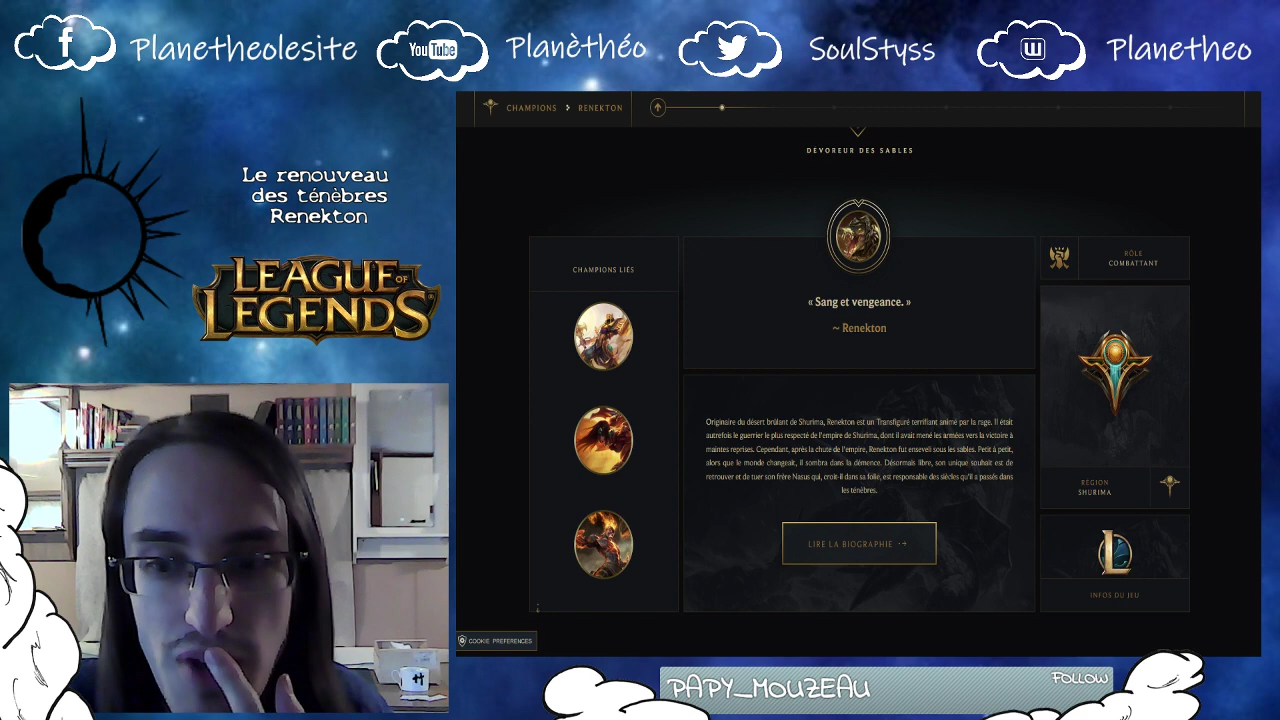 Planetheolesite
YouTube
Planèthéo
SoulStyss
Planetheo
CHAMPIONS > RENEKTON
DEVOREUR DES SABLES
Le renouveau
des ténèbres
Renekton
LEAGUE OF
LEGENDS
CHAMPIONS LIÉS
« Sang et vengeance. »
~ Renekton
RÔLE
COMBATTANT
Originaire du désert brûlant de Shurima, Renekton est un Transfiguré terrifiant animé par la rage. Il était
autrefois le guerrier le plus respecté de l'empire de Shurima, dont il avait mené les armées vers la victoire à
maintes reprises. Cependant, après la chute de l'empire, Renekton fut enseveli sous les sables. Petit à petit,
alors que le monde changeait, il sombra dans la démence. Désormais libre, son unique souhait est de
retrouver et de tuer son frère Nasus qui, croit-il dans sa folie, est responsable des siècles qu'il a passés dans
les ténèbres.
LIRE LA BIOGRAPHIE
RÉGION
SHURIMA
INFOS DU JEU
COOKIE PREFERENCES
PAPY_MOUZEAU
FOLLOW